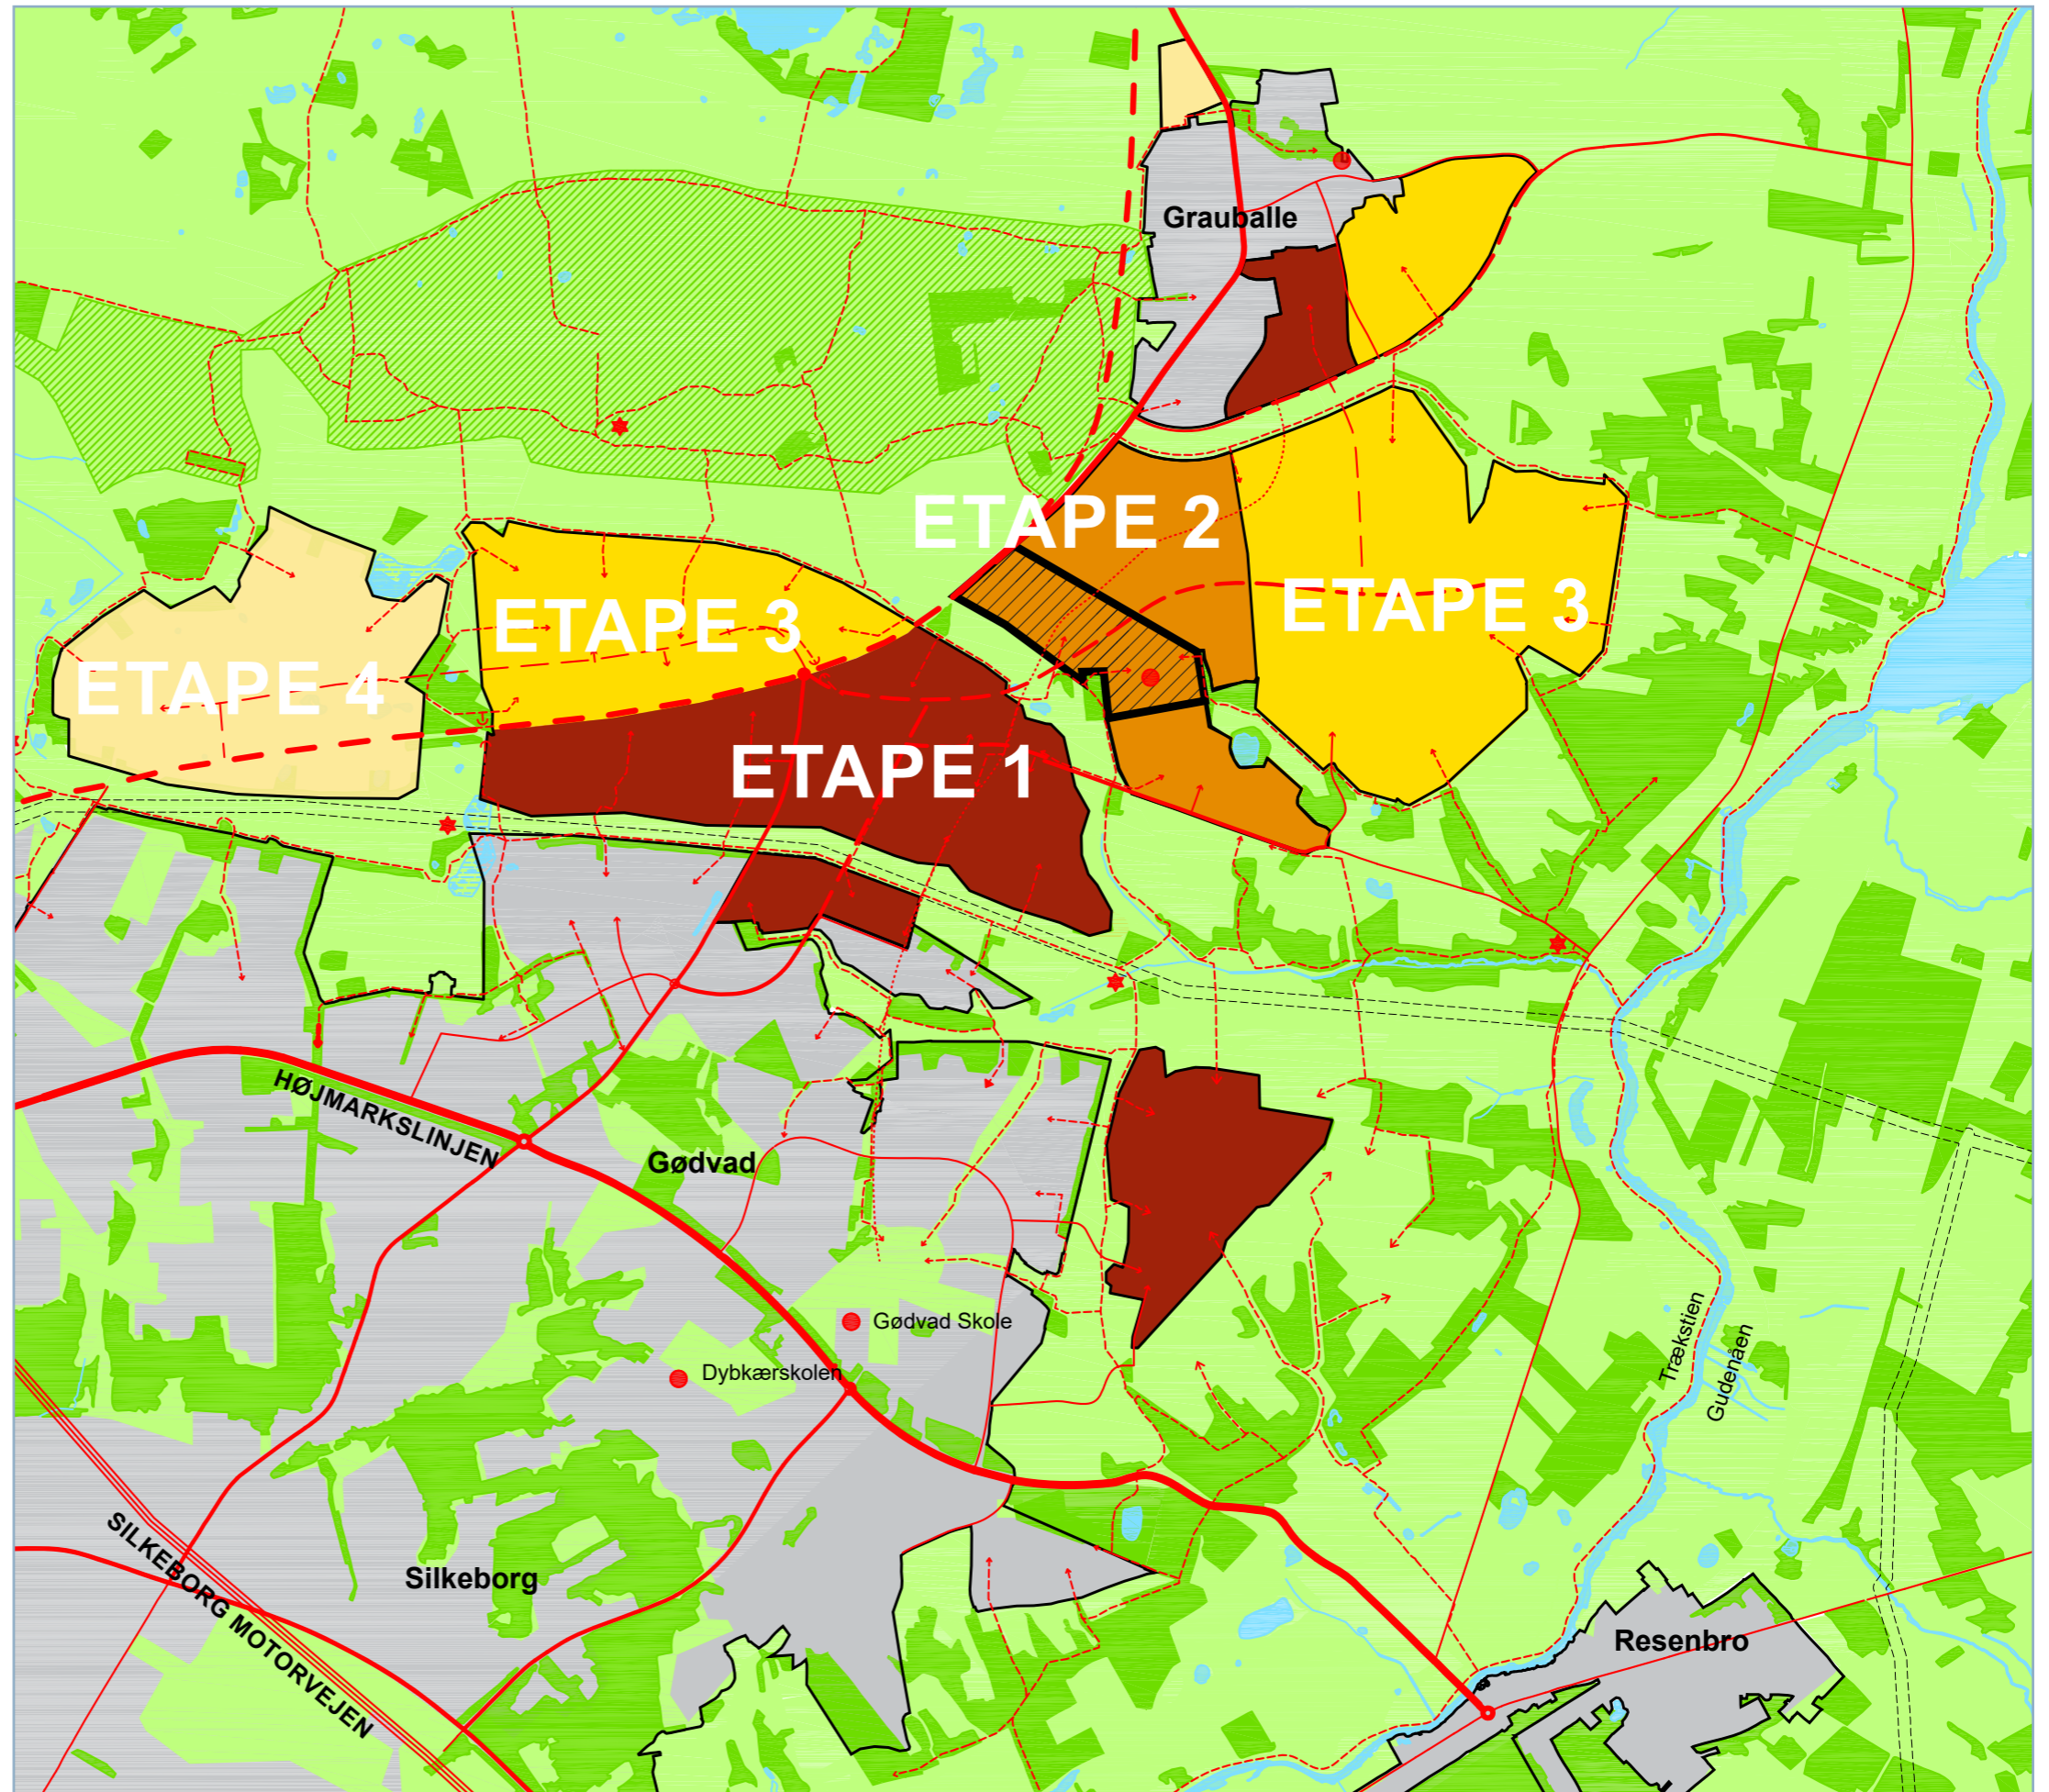 Grauballe
ETAPE 2
ETAPE 3
ETAPE 3
ETAPE 4
ETAPE 1
HØJMARKSLINJEN
Gødvad
Gødvad Skole
Dybkærskolen
Trækstien
Gudenåen
SILKEBORG MOTORVEJEN
Silkeborg
Resenbro